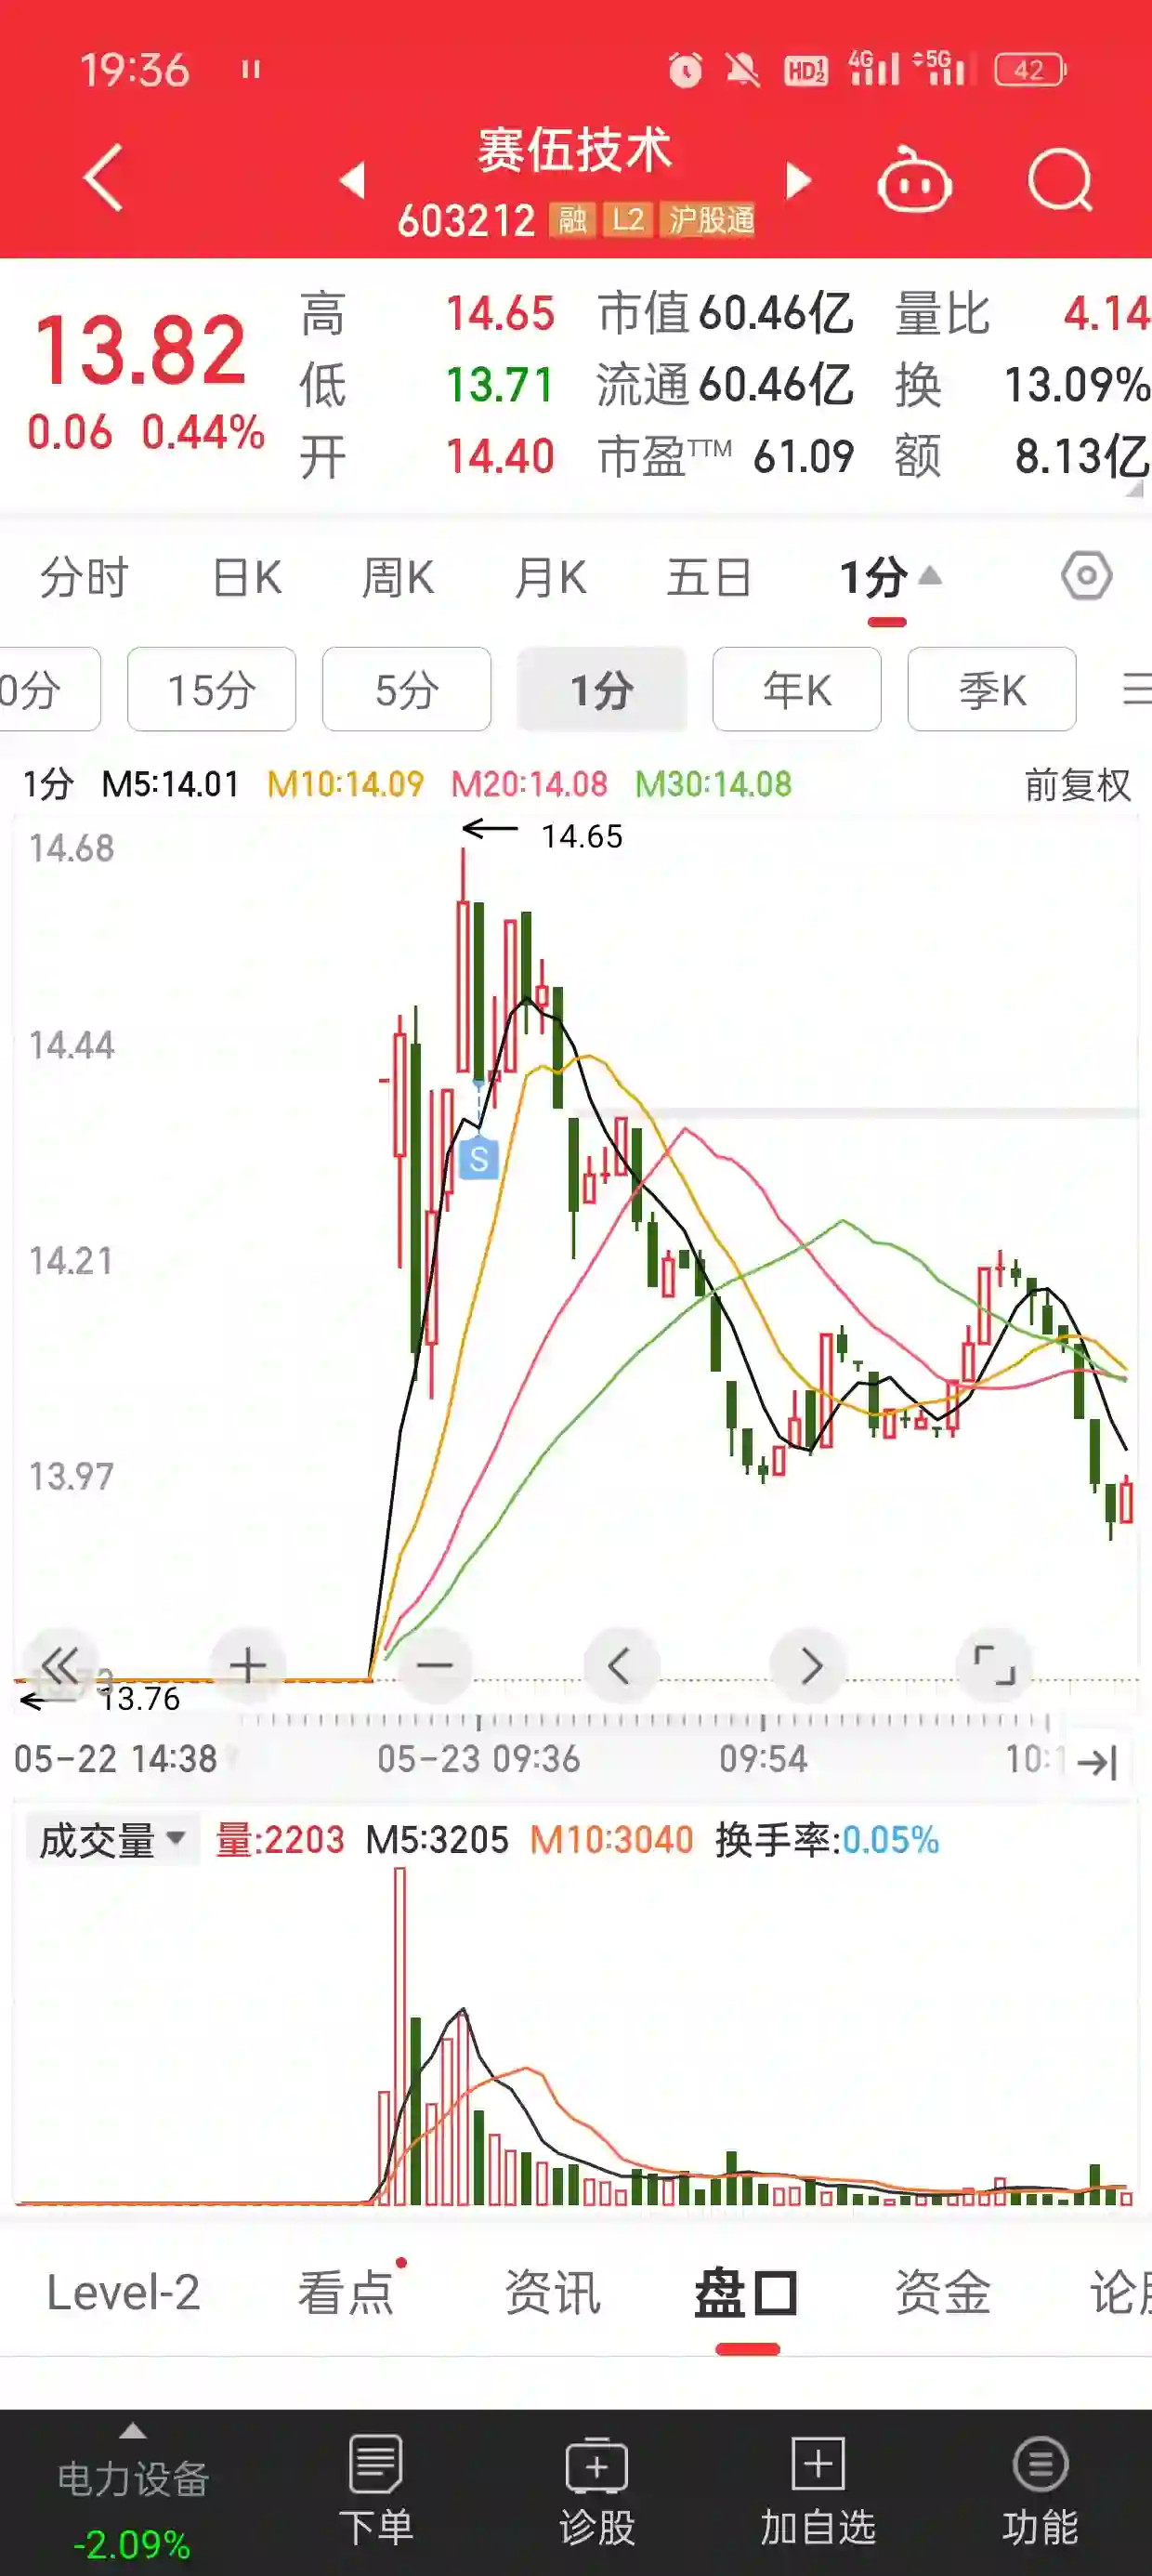 19:36 HD 1 2 4G 5G 42
赛伍技术
603212 融 L2 沪股通
13.82
0.06 0.44%
高 14.65 市值 60.46亿 量比 4.14
低 13.71 流通 60.46亿 换 13.09%
开 14.40 市盈TTM 61.09 额 8.13亿
分时 日K 周K 月K 五日 1分
0分 15分 5分 1分 年K 季K
1分 M5:14.01 M10:14.09 M20:14.08 M30:14.08 前复权
14.68
14.65
14.44
S
14.21
13.97
13.76
05-22 14:38 05-23 09:36 09:54 10:1
成交量 量:2203 M5:3205 M10:3040 换手率:0.05%
Level-2 看点 资讯 盘口 资金 论
电力设备
-2.09%
下单 诊股 加自选 功能